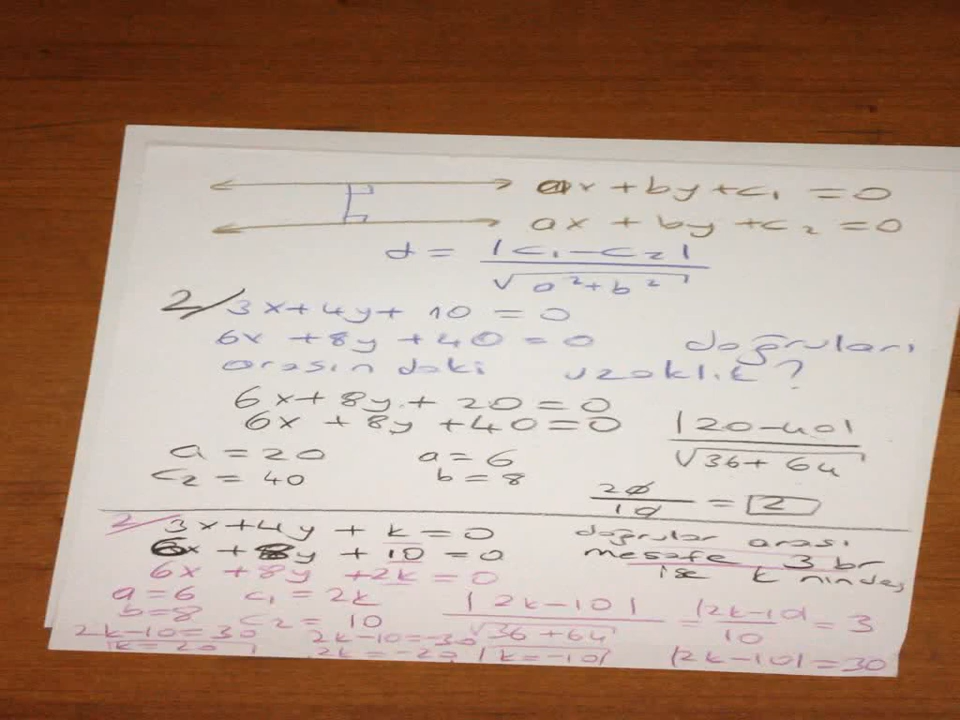 ax + by + c₁ = 0
ax + by + c₂ = 0
d = |c₁ - c₂| / √(a² + b²)
2/ 3x + 4y + 10 = 0
6x + 8y + 40 = 0 doğruları
arasındaki uzaklık?
6x + 8y + 20 = 0
6x + 8y + 40 = 0
|20 - 40| / √(36 + 64)
a = 20 a = 6
c₂ = 40 b = 8
20 / 10 = 2
2/ 3x + 4y + k = 0 doğrular arası
6x + 8y + 10 = 0 mesafe 3 br
ise k
6x + 8y + 2k = 0
a = 6 c₁ = 2k
b = 8 c₂ = 10
|2k - 10| / √(36 + 64) = |2k - 10| / 10 = 3
2k - 10 = 30 2k - 10 = -30
k = 20 2k = -20 k = -10 |2k - 10| = 30